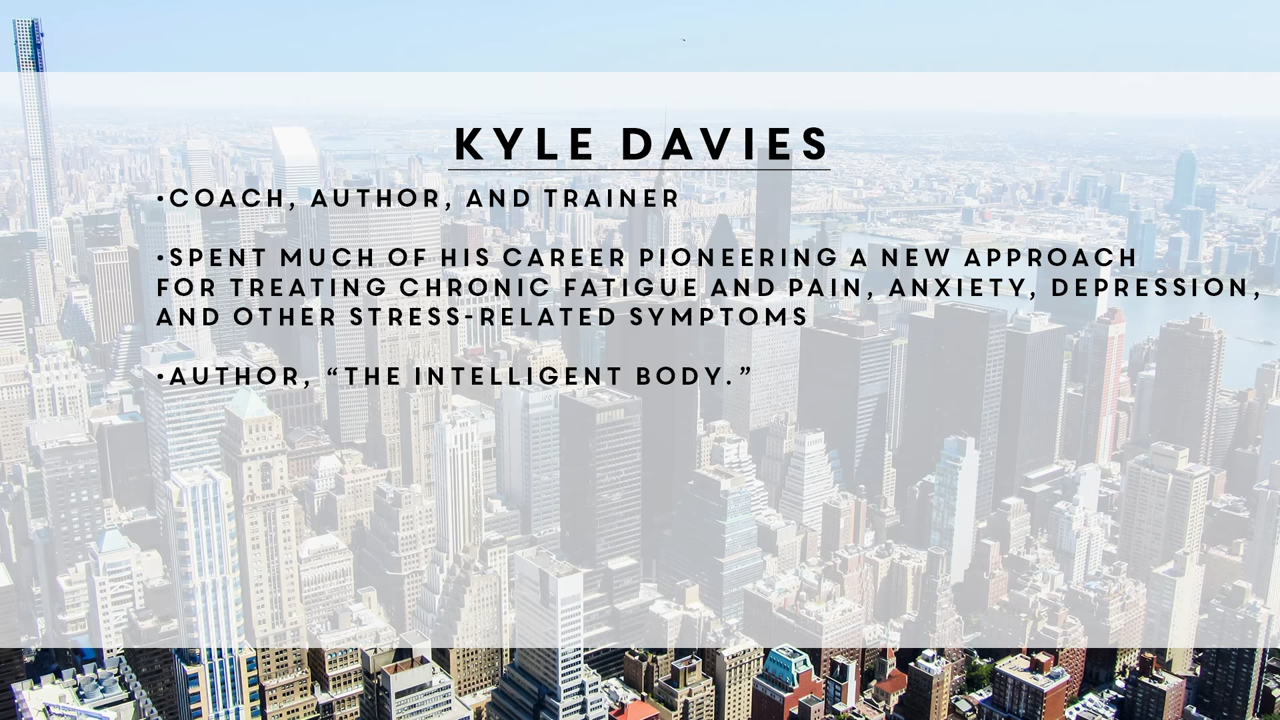 KYLE DAVIES
•COACH, AUTHOR, AND TRAINER
•SPENT MUCH OF HIS CAREER PIONEERING A NEW APPROACH
FOR TREATING CHRONIC FATIGUE AND PAIN, ANXIETY, DEPRESSION,
AND OTHER STRESS-RELATED SYMPTOMS
•AUTHOR, “THE INTELLIGENT BODY.”